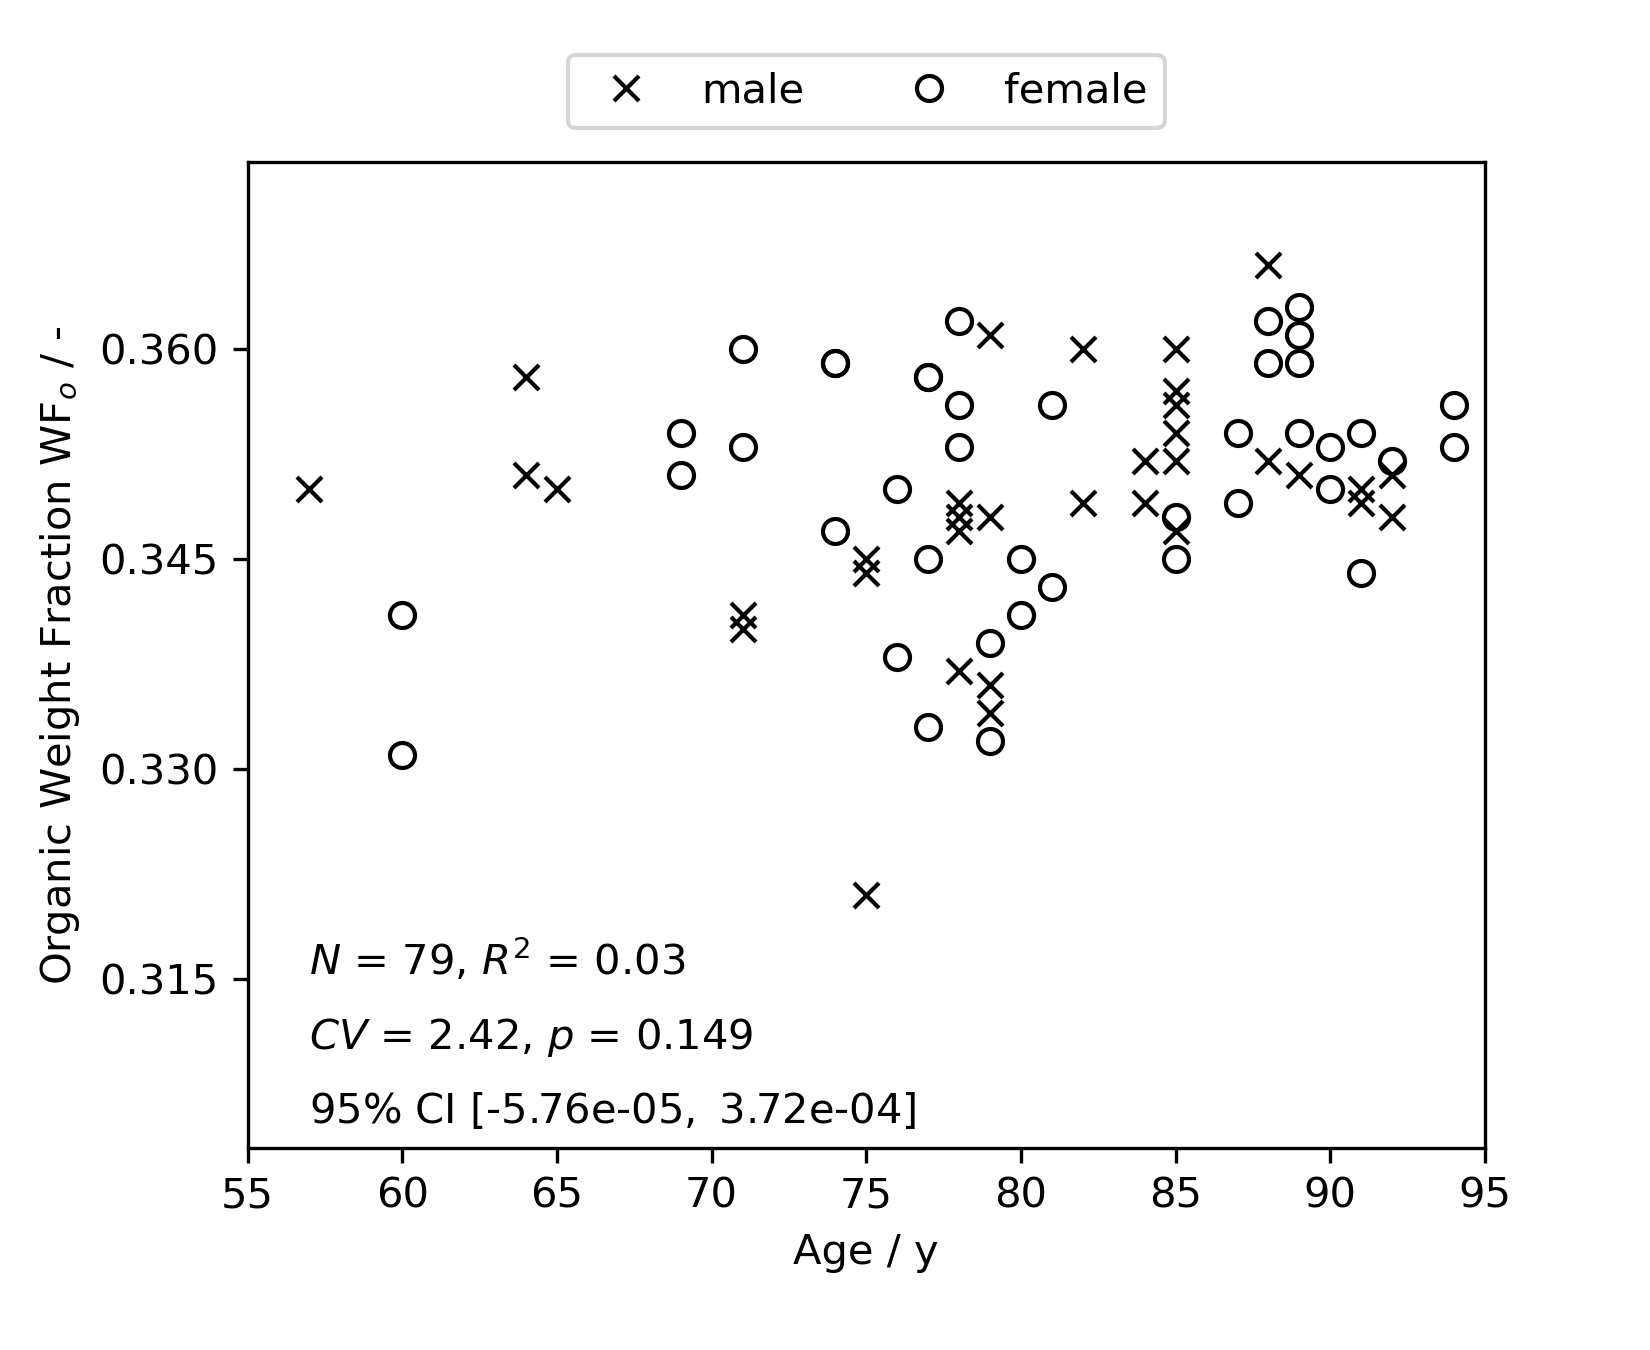 male female
Organic Weight Fraction WFo / -
0.360
0.345
0.330
0.315
N = 79, R² = 0.03
CV = 2.42, p = 0.149
95% CI [-5.76e-05, 3.72e-04]
55 60 65 70 75 80 85 90 95
Age / y